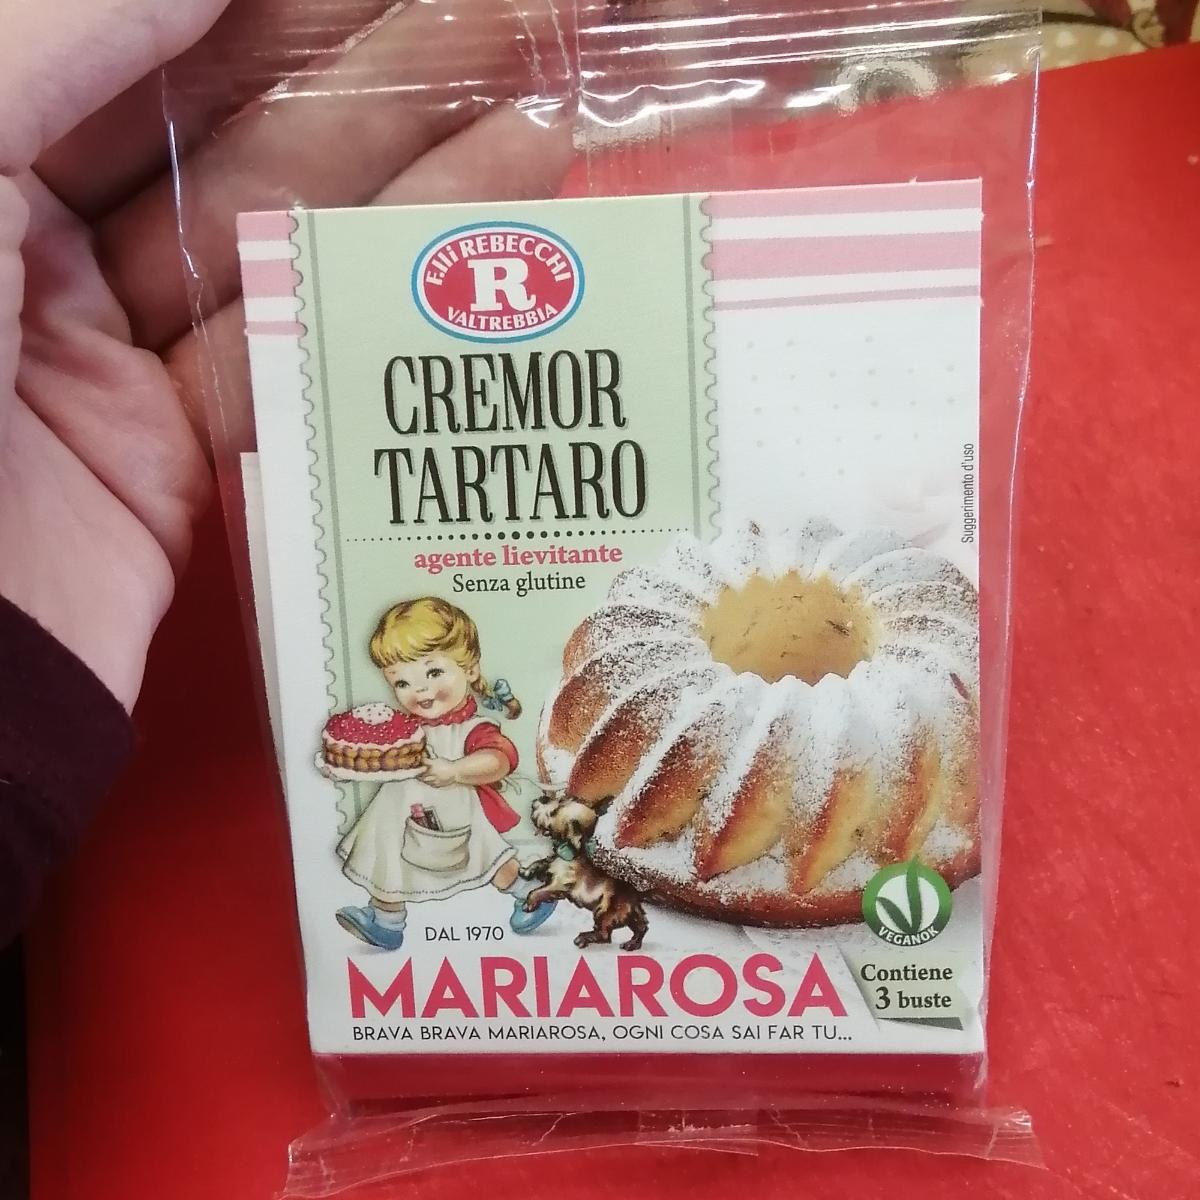 F.lli REBECCHI
R
VALTREBBIA
CREMOR
TARTARO
agente lievitante
Senza glutine
Suggerimento d'uso
VEGANOK
DAL 1970
MARIAROSA
Contiene
3 buste
BRAVA BRAVA MARIAROSA, OGNI COSA SAI FAR TU...